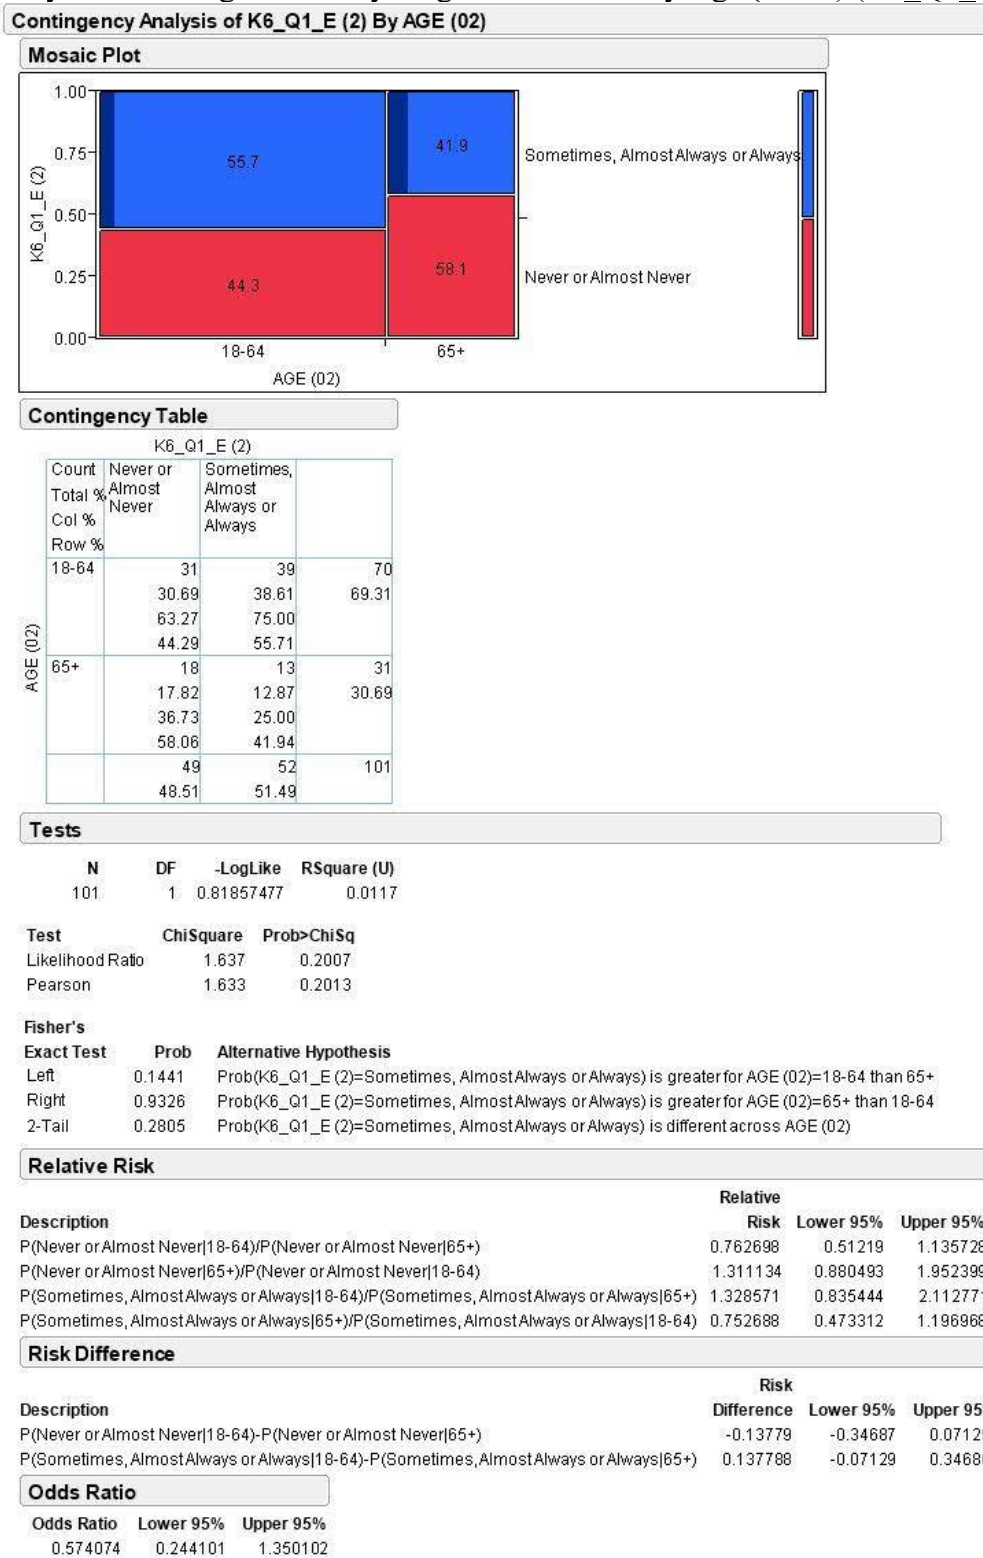 Contingency Analysis of K6_Q1_E (2) By AGE (02)
Mosaic Plot
1.00
0.75
0.50
0.25
0.00
K6_Q1_E (2)
55.7
41.9
44.3
58.1
Sometimes, Almost Always or Always
Never or Almost Never
18-64 65+
AGE (02)
Contingency Table
K6_Q1_E (2)
AGE (02)
Count Never or Sometimes,
Total % Almost Almost
Col % Never Always or
Row % Always
18-64 31 39 70
30.69 38.61 69.31
63.27 75.00
44.29 55.71
65+ 18 13 31
17.82 12.87 30.69
36.73 25.00
58.06 41.94
49 52 101
48.51 51.49
Tests
N DF -LogLike RSquare (U)
101 1 0.81857477 0.0117
Test ChiSquare Prob>ChiSq
Likelihood Ratio 1.637 0.2007
Pearson 1.633 0.2013
Fisher's
Exact Test Prob Alternative Hypothesis
Left 0.1441 Prob(K6_Q1_E (2)=Sometimes, Almost Always or Always) is greater for AGE (02)=18-64 than 65+
Right 0.9326 Prob(K6_Q1_E (2)=Sometimes, Almost Always or Always) is greater for AGE (02)=65+ than 18-64
2-Tail 0.2805 Prob(K6_Q1_E (2)=Sometimes, Almost Always or Always) is different across AGE (02)
Relative Risk
Relative
Description Risk Lower 95% Upper 95%
P(Never or Almost Never|18-64)/P(Never or Almost Never|65+) 0.762698 0.51219 1.135728
P(Never or Almost Never|65+)/P(Never or Almost Never|18-64) 1.311134 0.880493 1.952399
P(Sometimes, Almost Always or Always|18-64)/P(Sometimes, Almost Always or Always|65+) 1.328571 0.835444 2.112771
P(Sometimes, Almost Always or Always|65+)/P(Sometimes, Almost Always or Always|18-64) 0.752688 0.473312 1.196968
Risk Difference
Risk
Description Difference Lower 95% Upper 95
P(Never or Almost Never|18-64)-P(Never or Almost Never|65+) -0.13779 -0.34687 0.0712
P(Sometimes, Almost Always or Always|18-64)-P(Sometimes, Almost Always or Always|65+) 0.137788 -0.07129 0.3468
Odds Ratio
Odds Ratio Lower 95% Upper 95%
0.574074 0.244101 1.350102